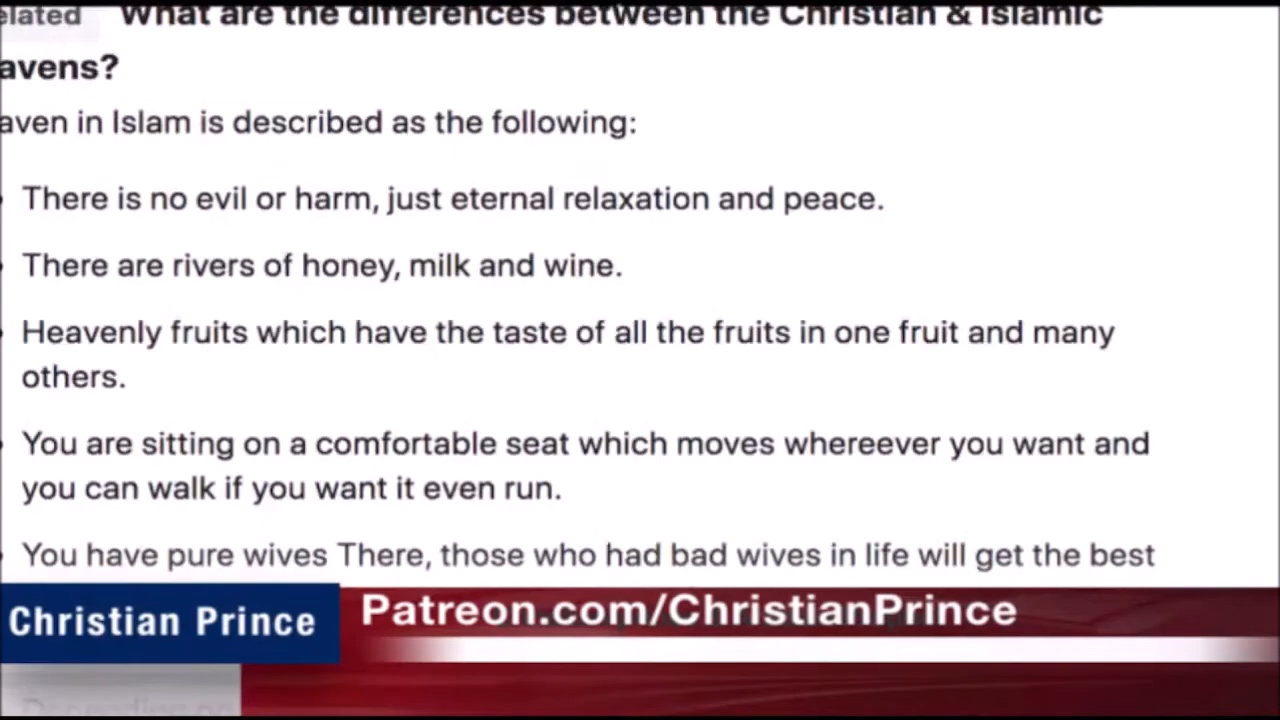 elated What are the differences between the Christian & Islamic
avens?
aven in Islam is described as the following:
There is no evil or harm, just eternal relaxation and peace.
There are rivers of honey, milk and wine.
Heavenly fruits which have the taste of all the fruits in one fruit and many
others.
You are sitting on a comfortable seat which moves whereever you want and
you can walk if you want it even run.
You have pure wives There, those who had bad wives in life will get the best
Christian Prince
Patreon.com/ChristianPrince